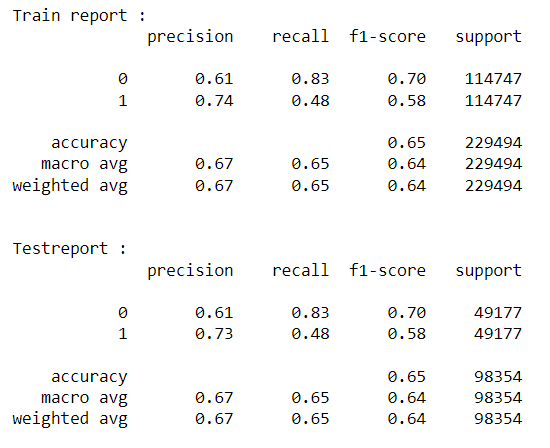 Train report :
precision recall f1-score support
0 0.61 0.83 0.70 114747
1 0.74 0.48 0.58 114747
accuracy 0.65 229494
macro avg 0.67 0.65 0.64 229494
weighted avg 0.67 0.65 0.64 229494
Testreport :
precision recall f1-score support
0 0.61 0.83 0.70 49177
1 0.73 0.48 0.58 49177
accuracy 0.65 98354
macro avg 0.67 0.65 0.64 98354
weighted avg 0.67 0.65 0.64 98354